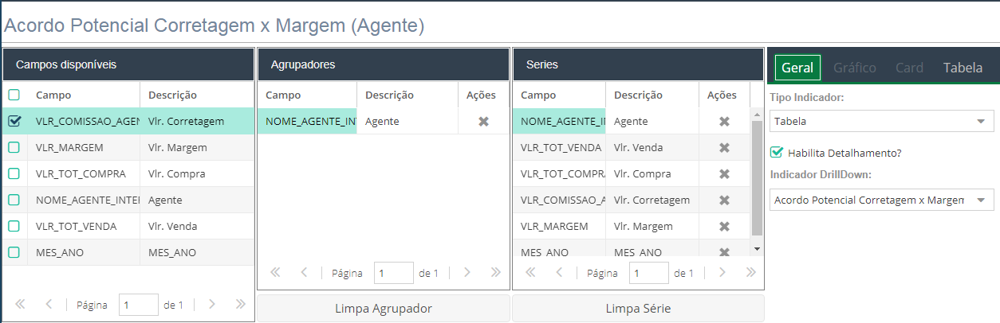 Acordo Potencial Corretagem x Margem (Agente)
Campos disponíveis
Campo Descrição
VLR_COMISSAO_AGEN Vlr. Corretagem
VLR_MARGEM Vlr. Margem
VLR_TOT_COMPRA Vlr. Compra
NOME_AGENTE_INTER Agente
VLR_TOT_VENDA Vlr. Venda
MES_ANO MES_ANO
Página 1 de 1
Agrupadores
Campo Descrição Ações
NOME_AGENTE_INT Agente
Página 1 de 1
Limpa Agrupador
Series
Campo Descrição Ações
NOME_AGENTE_I Agente
VLR_TOT_VENDA Vlr. Venda
VLR_TOT_COMPRA Vlr. Compra
VLR_COMISSAO_A Vlr. Corretagem
VLR_MARGEM Vlr. Margem
MES_ANO MES_ANO
Página 1 de 1
Limpa Série
Geral Gráfico Card Tabela
Tipo Indicador:
Tabela
Habilita Detalhamento?
Indicador DrillDown:
Acordo Potencial Corretagem x Margem